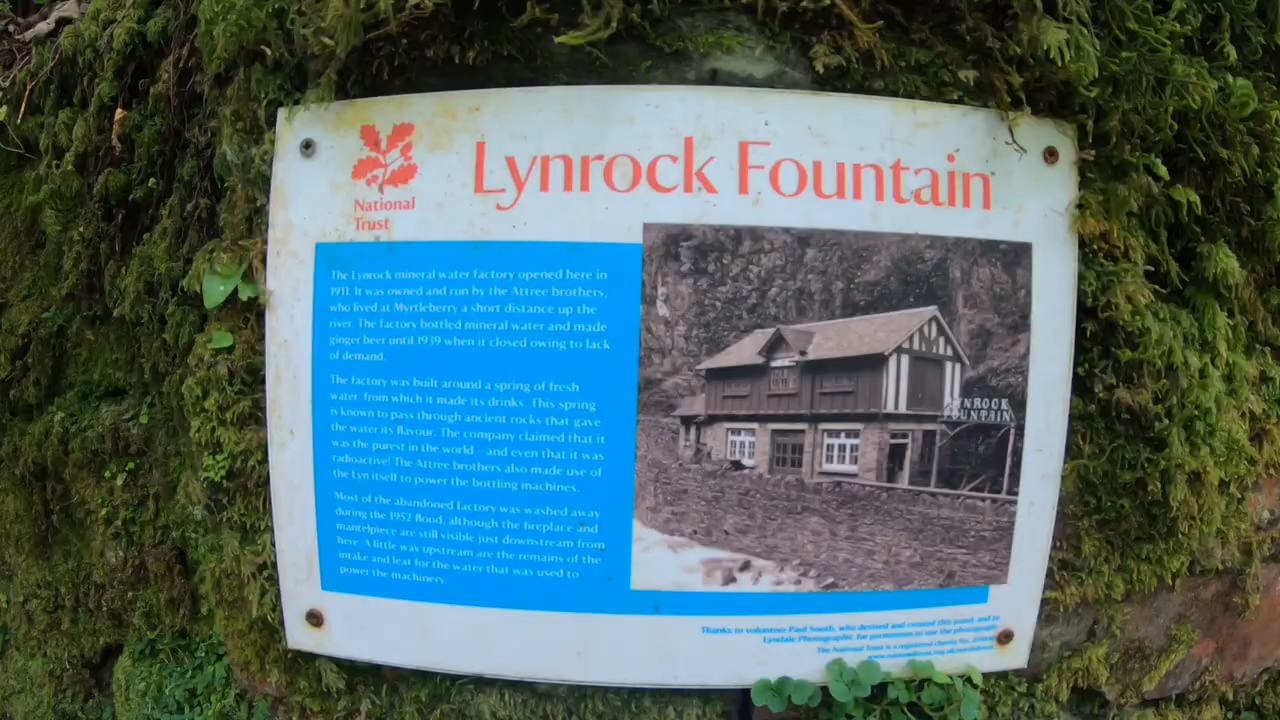 National
Trust
Lynrock Fountain
The Lynrock mineral water factory opened here in
1911. It was owned and run by the Attree brothers,
who lived at Myrtleberry a short distance up the
river. The factory bottled mineral water and made
ginger beer until 1939 when it closed owing to lack
of demand.
The factory was built around a spring of fresh
water, from which it made its drinks. This spring
is known to pass through ancient rocks that gave
the water its flavour. The company claimed that it
was the purest in the world - and even that it was
radioactive! The Attree brothers also made use of
the Lyn itself to power the bottling machines.
Most of the abandoned factory was washed away
during the 1952 flood, although the fireplace and
mantelpiece are still visible just downstream from
here. A little way upstream are the remains of the
intake and leat for the water that was used to
power the machinery.
LYNROCK
FOUNTAIN
Thanks to volunteer Paul South, who devised and created this panel and to
Lyndale Photographic for permission to use the photograph.
The National Trust is a registered charity No.